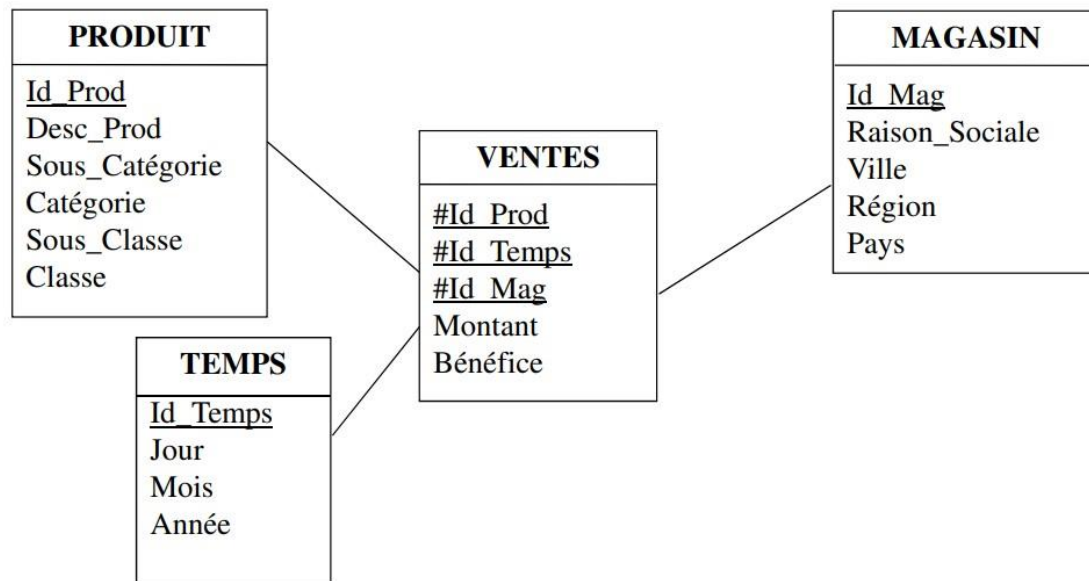 PRODUIT
Id_Prod
Desc_Prod
Sous_Catégorie
Catégorie
Sous_Classe
Classe
MAGASIN
Id_Mag
Raison_Sociale
Ville
Région
Pays
VENTES
#Id_Prod
#Id_Temps
#Id_Mag
Montant
Bénéfice
TEMPS
Id_Temps
Jour
Mois
Année